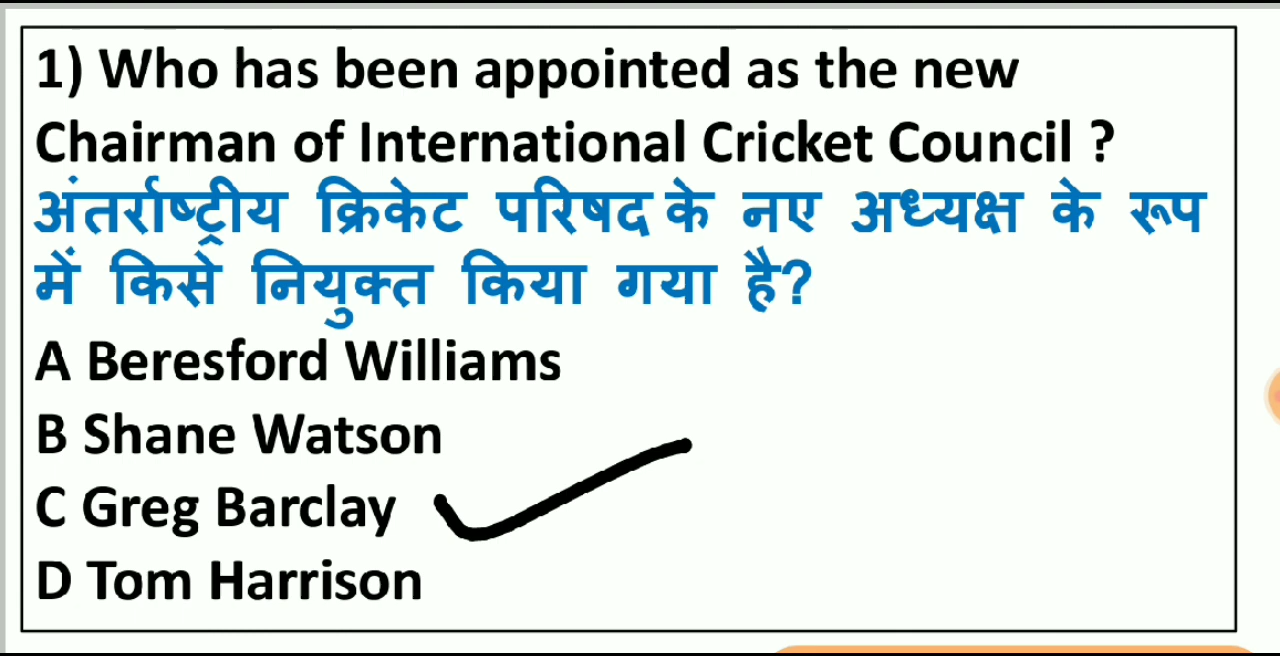 1) Who has been appointed as the new
Chairman of International Cricket Council ?
अंतर्राष्ट्रीय क्रिकेट परिषद के नए अध्यक्ष के रूप
में किसे नियुक्त किया गया है?
A Beresford Williams
B Shane Watson
C Greg Barclay
D Tom Harrison